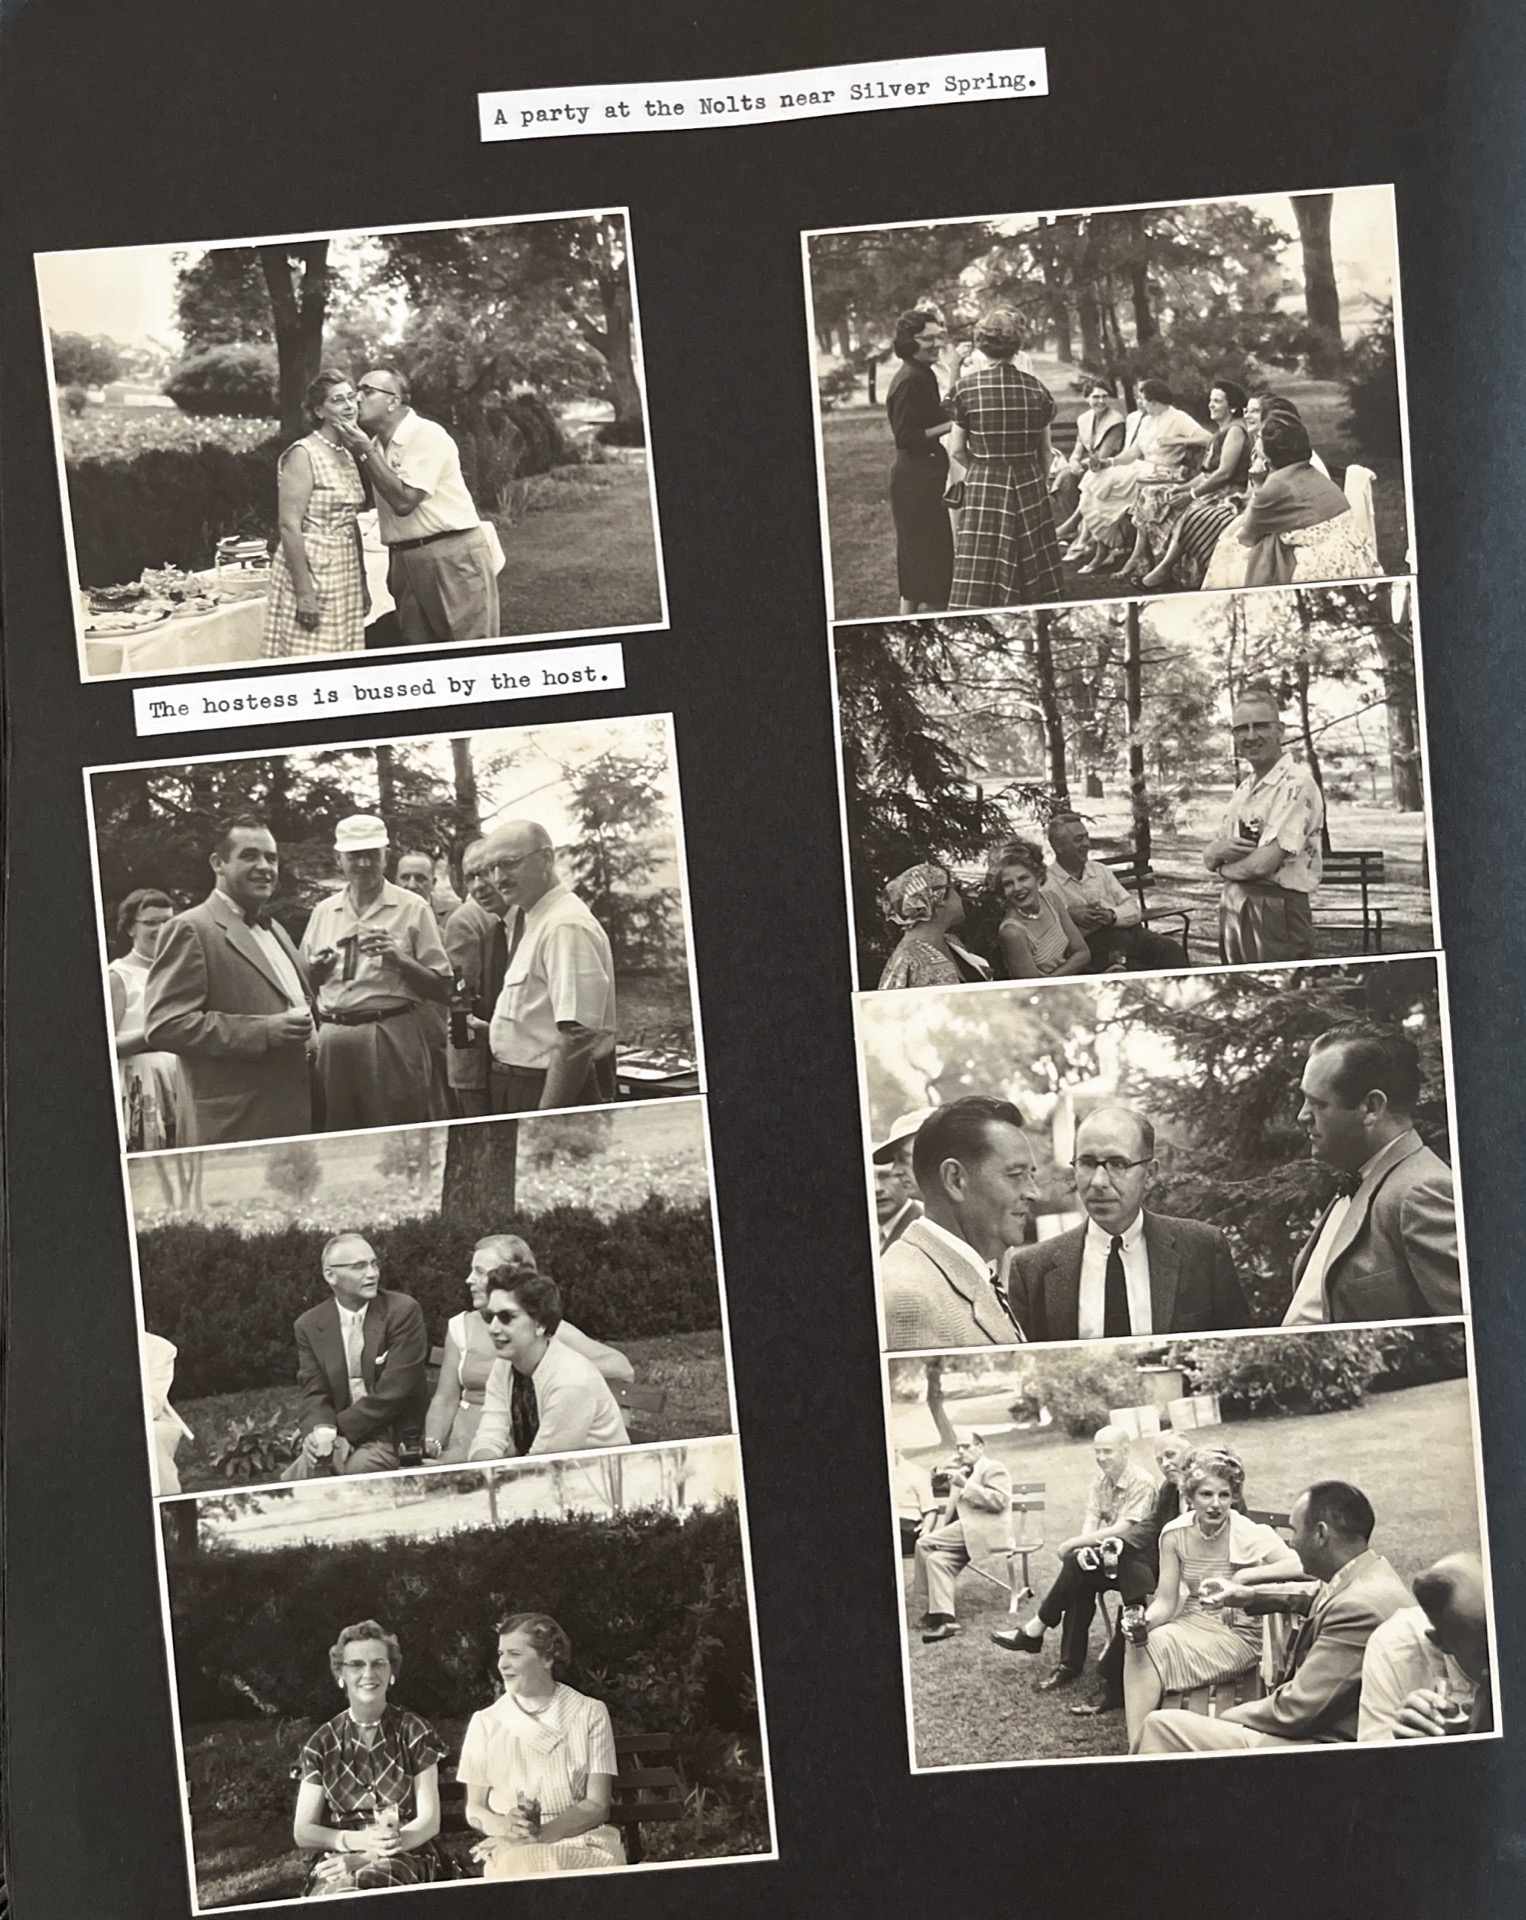 A party at the Nolts near Silver Spring.
The hostess is bussed by the host.